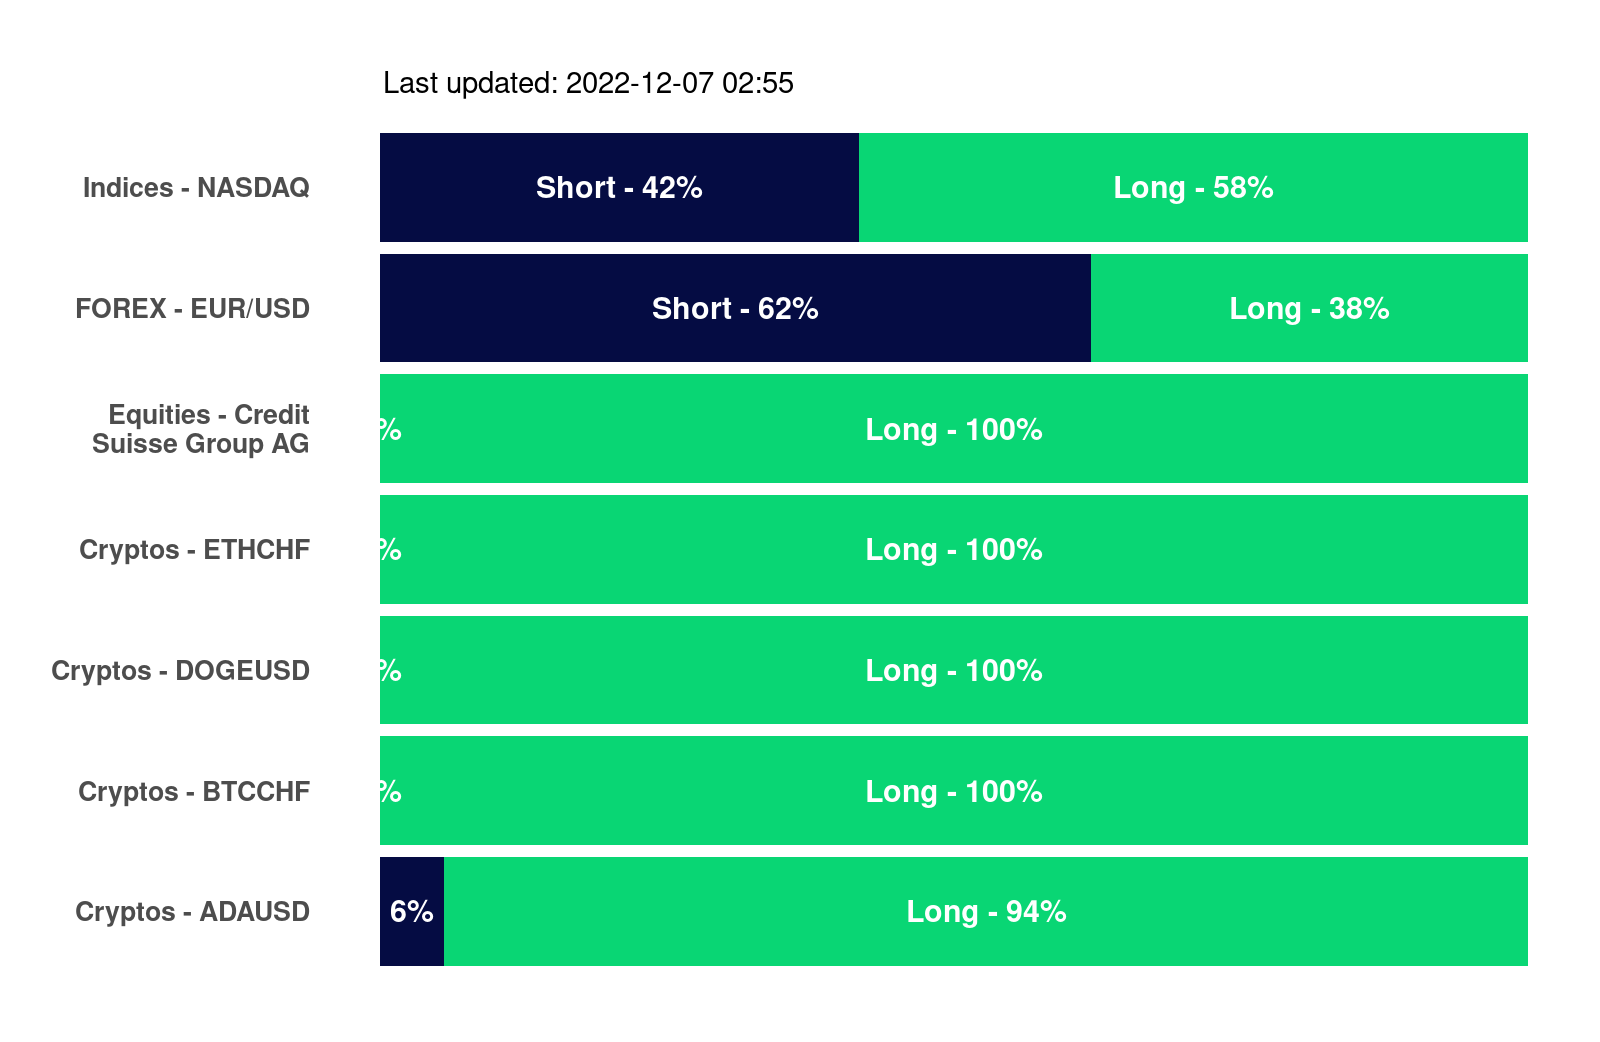 Last updated: 2022-12-07 02:55
Indices - NASDAQ
Short - 42%
Long - 58%
FOREX - EUR/USD
Short - 62%
Long - 38%
Equities - Credit
Suisse Group AG
%
Long - 100%
Cryptos - ETHCHF
%
Long - 100%
Cryptos - DOGEUSD
%
Long - 100%
Cryptos - BTCCHF
%
Long - 100%
Cryptos - ADAUSD
6%
Long - 94%